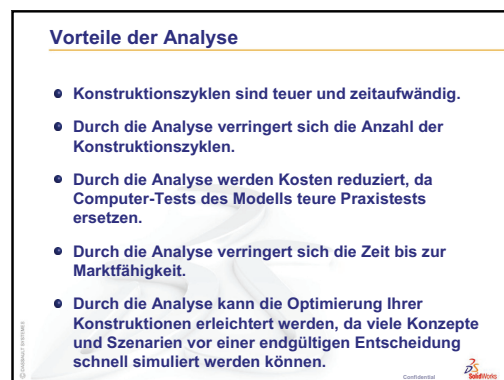 Vorteile der Analyse
Konstruktionszyklen sind teuer und zeitaufwändig.
Durch die Analyse verringert sich die Anzahl der
Konstruktionszyklen.
Durch die Analyse werden Kosten reduziert, da
Computer-Tests des Modells teure Praxistests
ersetzen.
Durch die Analyse verringert sich die Zeit bis zur
Marktfähigkeit.
Durch die Analyse kann die Optimierung Ihrer
Konstruktionen erleichtert werden, da viele Konzepte
und Szenarien vor einer endgültigen Entscheidung
schnell simuliert werden können.
© DASSAULT SYSTEMES
Confidential
SolidWorks